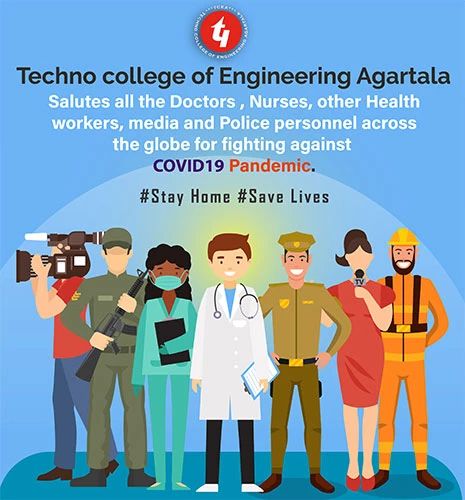 Techno college of Engineering Agartala
Salutes all the Doctors , Nurses, other Health
workers, media and Police personnel across
the globe for fighting against
COVID19 Pandemic.
#Stay Home #Save Lives
TV